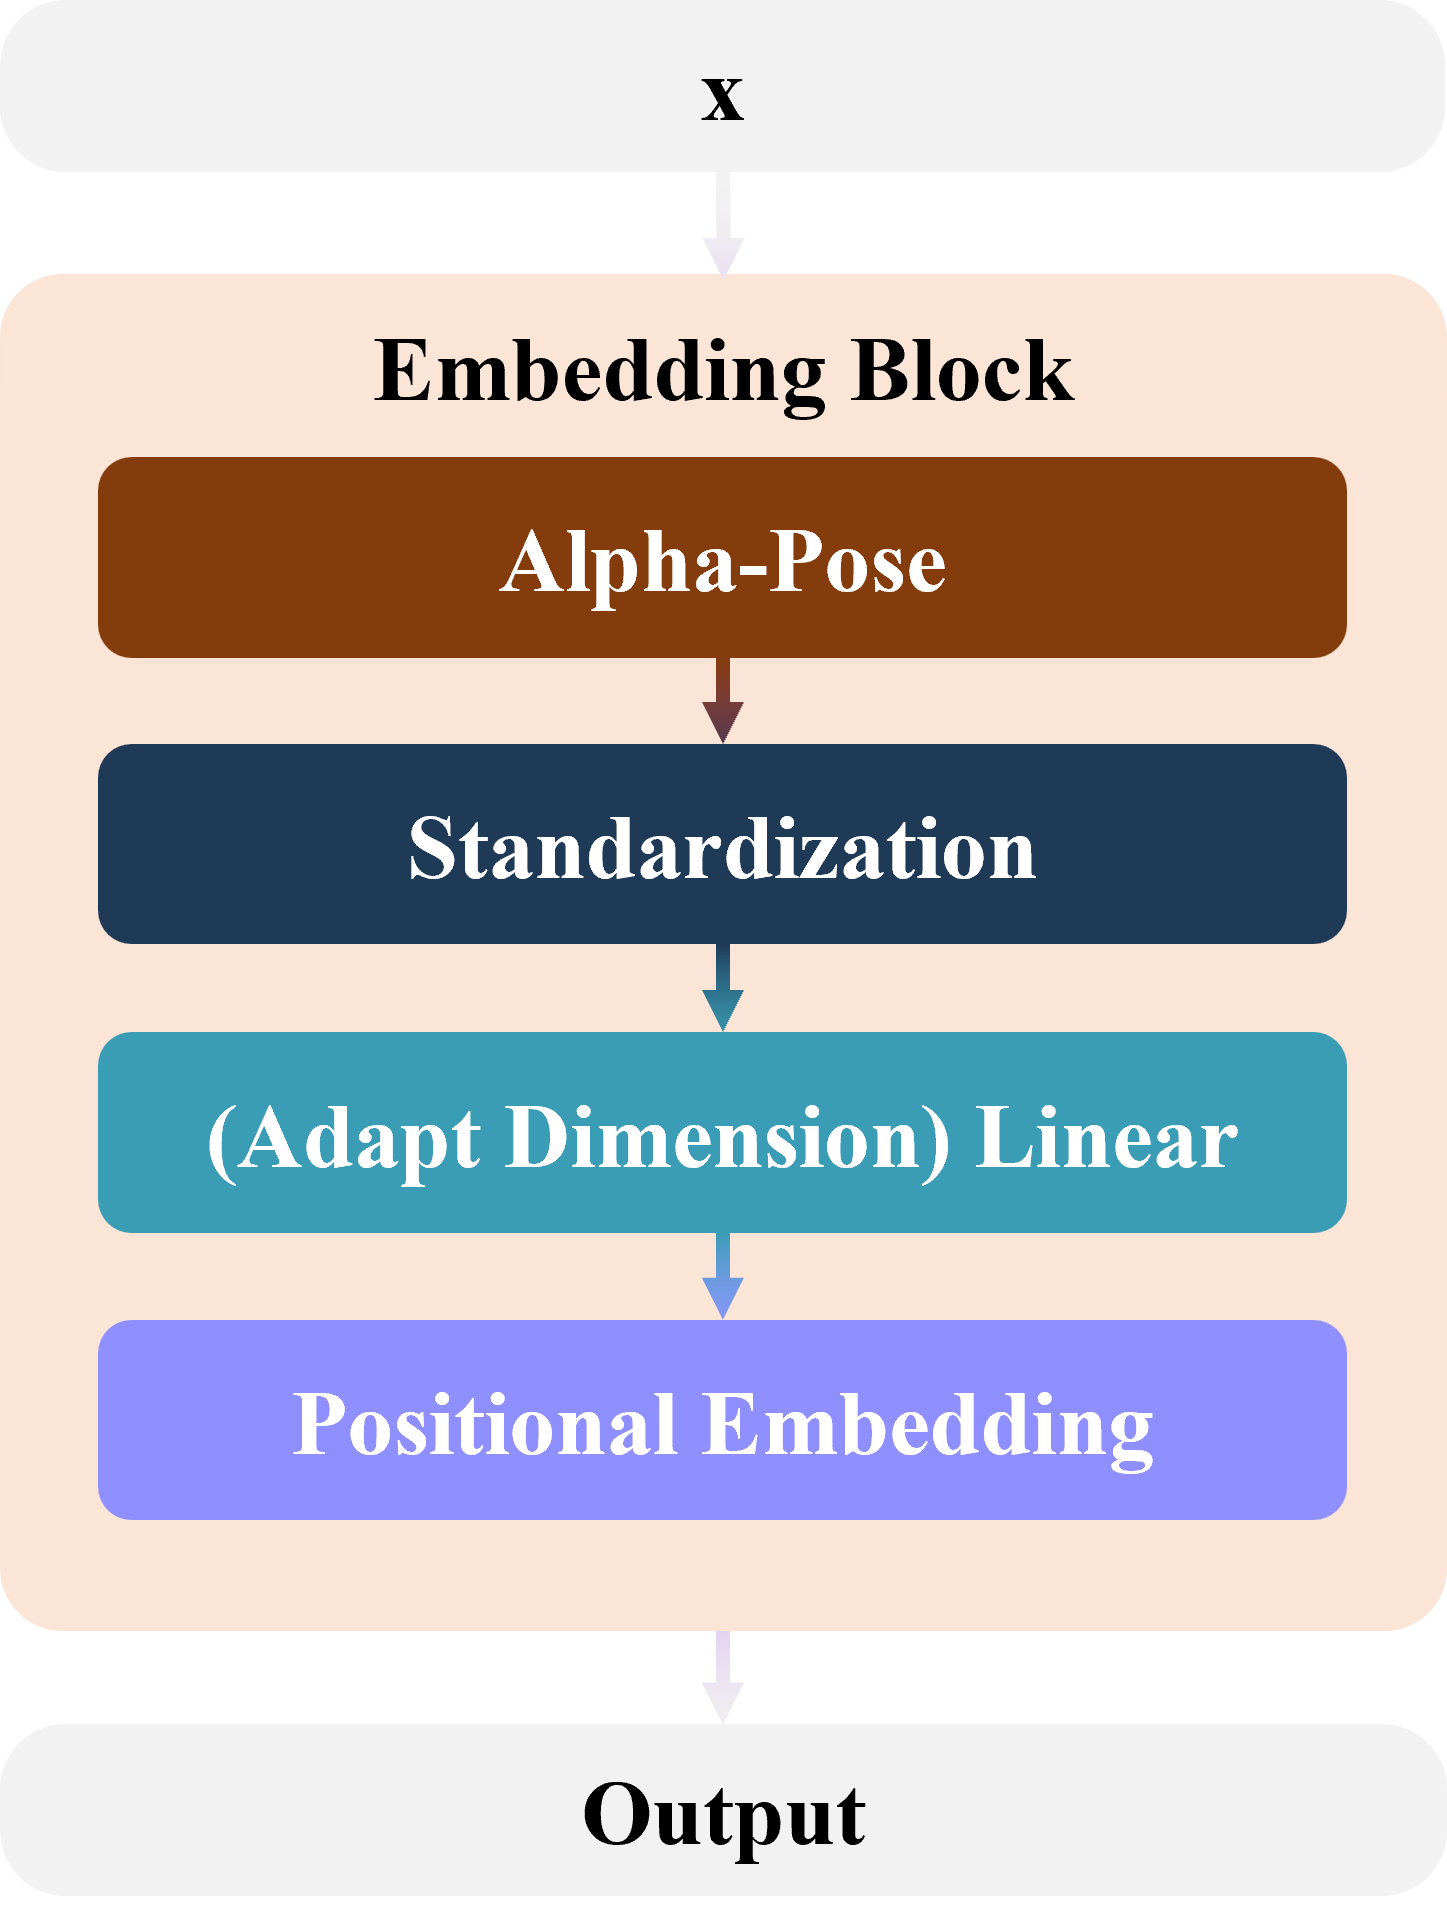 x
Embedding Block
Alpha-Pose
Standardization
(Adapt Dimension) Linear
Positional Embedding
Output